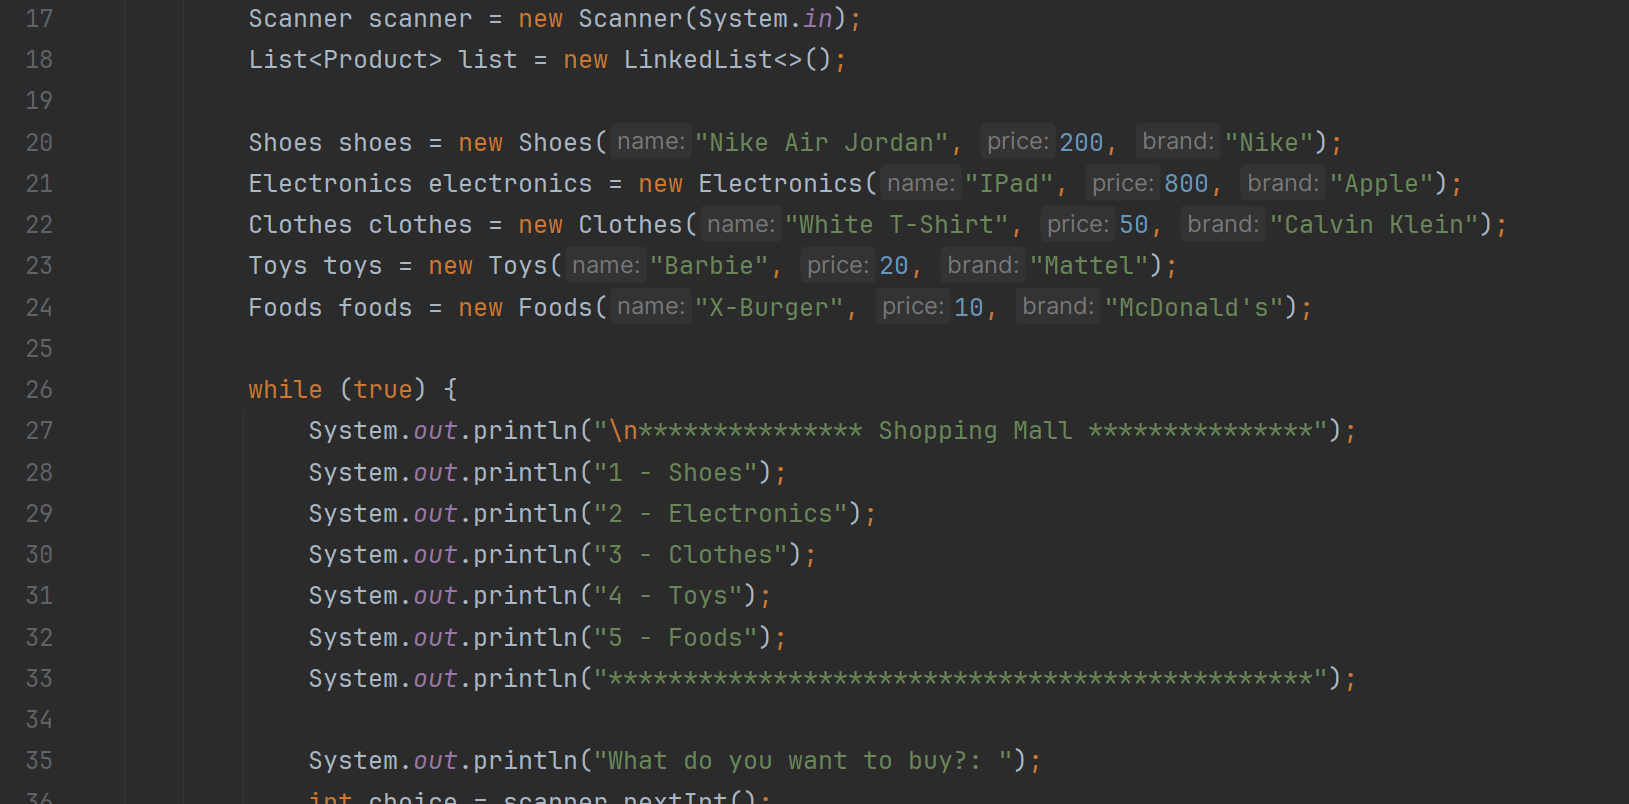 17 Scanner scanner = new Scanner(System.in);
18 List<Product> list = new LinkedList<>();
19
20 Shoes shoes = new Shoes( name: "Nike Air Jordan", price: 200, brand: "Nike");
21 Electronics electronics = new Electronics( name: "IPad", price: 800, brand: "Apple");
22 Clothes clothes = new Clothes( name: "White T-Shirt", price: 50, brand: "Calvin Klein");
23 Toys toys = new Toys( name: "Barbie", price: 20, brand: "Mattel");
24 Foods foods = new Foods( name: "X-Burger", price: 10, brand: "McDonald's");
25
26 while (true) {
27 System.out.println("\n*************** Shopping Mall ***************");
28 System.out.println("1 - Shoes");
29 System.out.println("2 - Electronics");
30 System.out.println("3 - Clothes");
31 System.out.println("4 - Toys");
32 System.out.println("5 - Foods");
33 System.out.println("***********************************************");
34
35 System.out.println("What do you want to buy?: ");
36 int choice = scanner.nextInt();